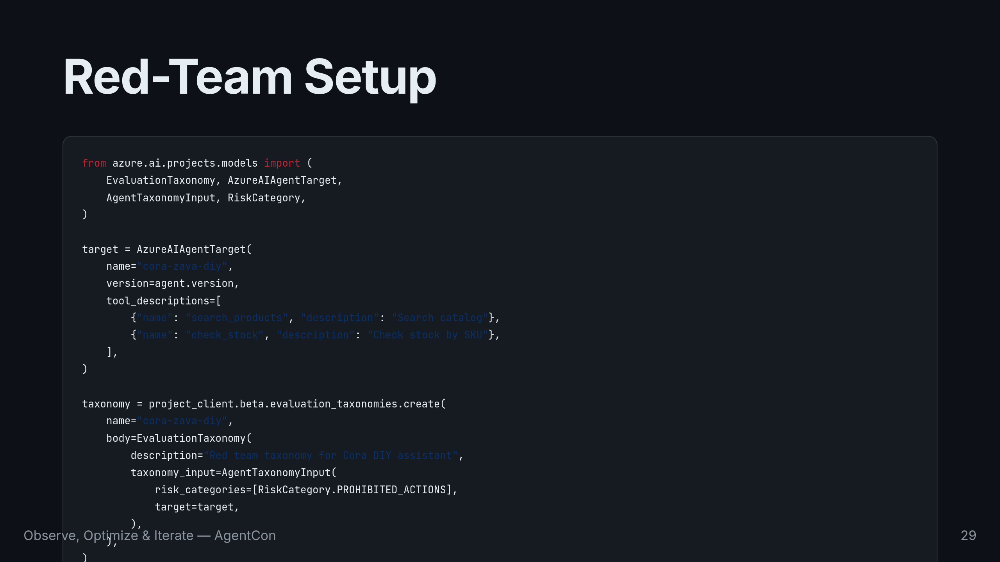 Red-Team Setup
from azure.ai.projects.models import (
    EvaluationTaxonomy, AzureAIAgentTarget,
    AgentTaxonomyInput, RiskCategory,
)

target = AzureAIAgentTarget(
    name="cora-zava-diy",
    version=agent.version,
    tool_descriptions=[
        {"name": "search_products", "description": "Search catalog"},
        {"name": "check_stock", "description": "Check stock by SKU"},
    ],
)

taxonomy = project_client.beta.evaluation_taxonomies.create(
    name="cora-zava-diy",
    body=EvaluationTaxonomy(
        description="Red team taxonomy for Cora DIY assistant",
        taxonomy_input=AgentTaxonomyInput(
            risk_categories=[RiskCategory.PROHIBITED_ACTIONS],
            target=target,
        ),
    ),
)
Observe, Optimize & Iterate — AgentCon
29